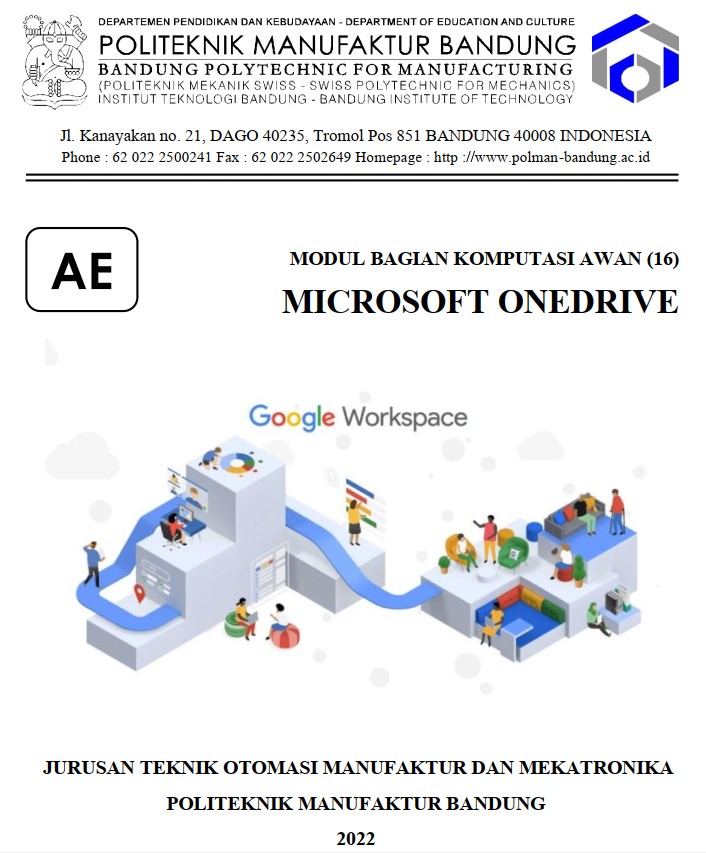 DEPARTEMEN PENDIDIKAN DAN KEBUDAYAAN - DEPARTMENT OF EDUCATION AND CULTURE
POLITEKNIK MANUFAKTUR BANDUNG
BANDUNG POLYTECHNIC FOR MANUFACTURING
(POLITEKNIK MEKANIK SWISS - SWISS POLYTECHNIC FOR MECHANICS)
INSTITUT TEKNOLOGI BANDUNG - BANDUNG INSTITUTE OF TECHNOLOGY
Jl. Kanayakan no. 21, DAGO 40235, Tromol Pos 851 BANDUNG 40008 INDONESIA
Phone : 62 022 2500241 Fax : 62 022 2502649 Homepage : http ://www.polman-bandung.ac.id
AE
MODUL BAGIAN KOMPUTASI AWAN (16)
MICROSOFT ONEDRIVE
Google Workspace
JURUSAN TEKNIK OTOMASI MANUFAKTUR DAN MEKATRONIKA
POLITEKNIK MANUFAKTUR BANDUNG
2022